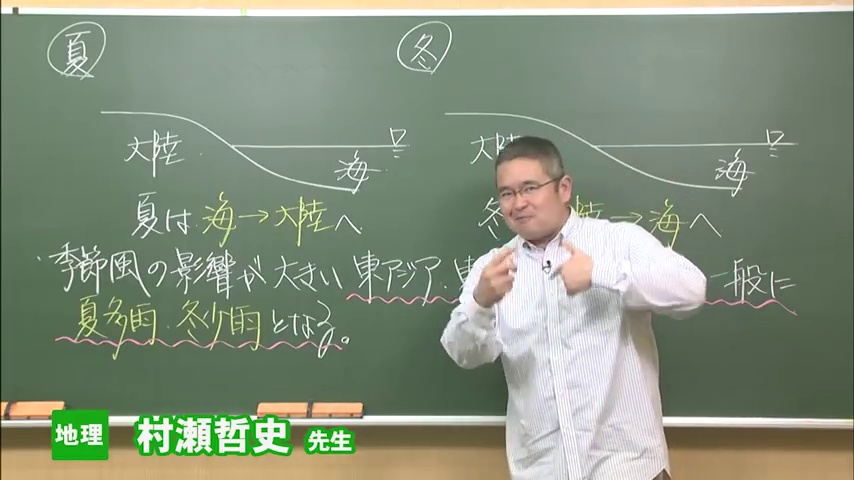 夏 冬
大陸 海 大陸 海
夏は 海→大陸へ 冬 陸→海へ
季節風の影響が大きい東アジア・東 一般に
夏多雨・冬少雨となる。
地理 村瀬哲史 先生